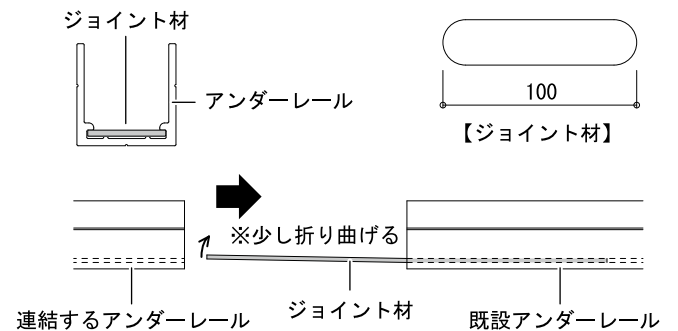 ジョイント材
アンダーレール
100
【ジョイント材】
※少し折り曲げる
連結するアンダーレール
ジョイント材
既設アンダーレール